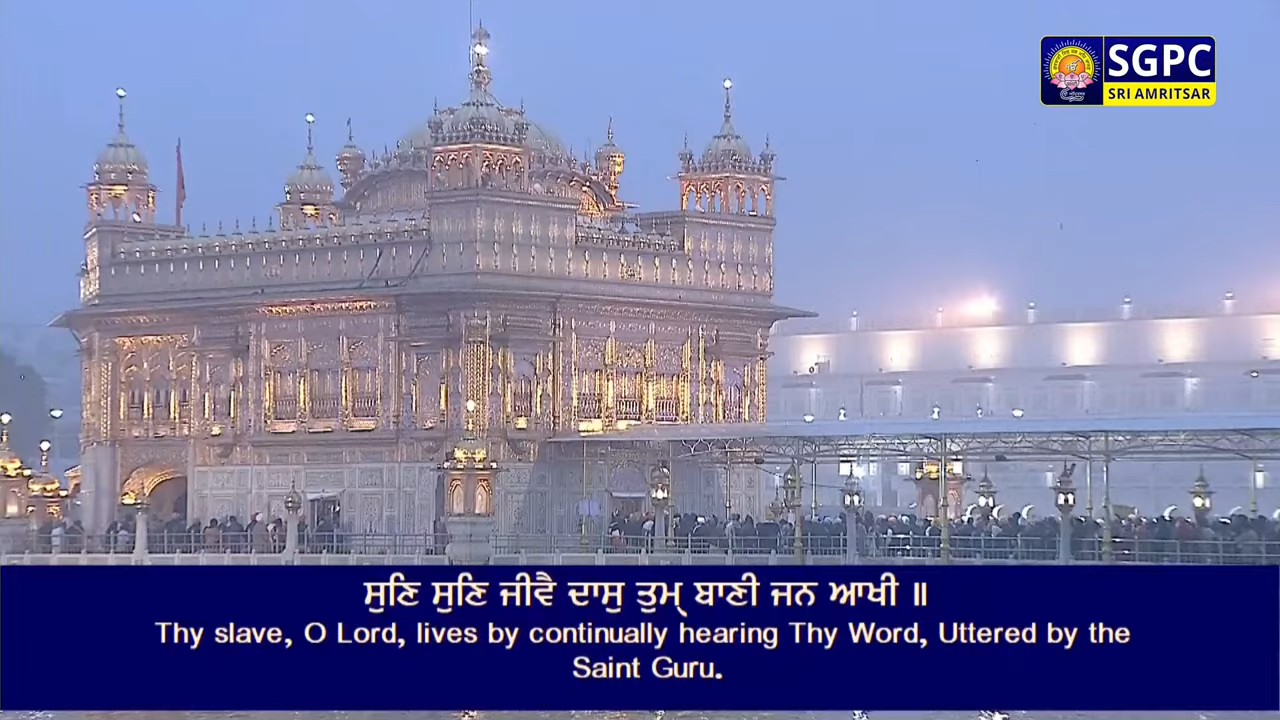 SGPC
SRI AMRITSAR
ਸੁਣਿ ਸੁਣਿ ਜੀਵੈ ਦਾਸੁ ਤੁਮ੍ ਬਾਣੀ ਜਨ ਆਖੀ ॥
Thy slave, O Lord, lives by continually hearing Thy Word, Uttered by the
Saint Guru.